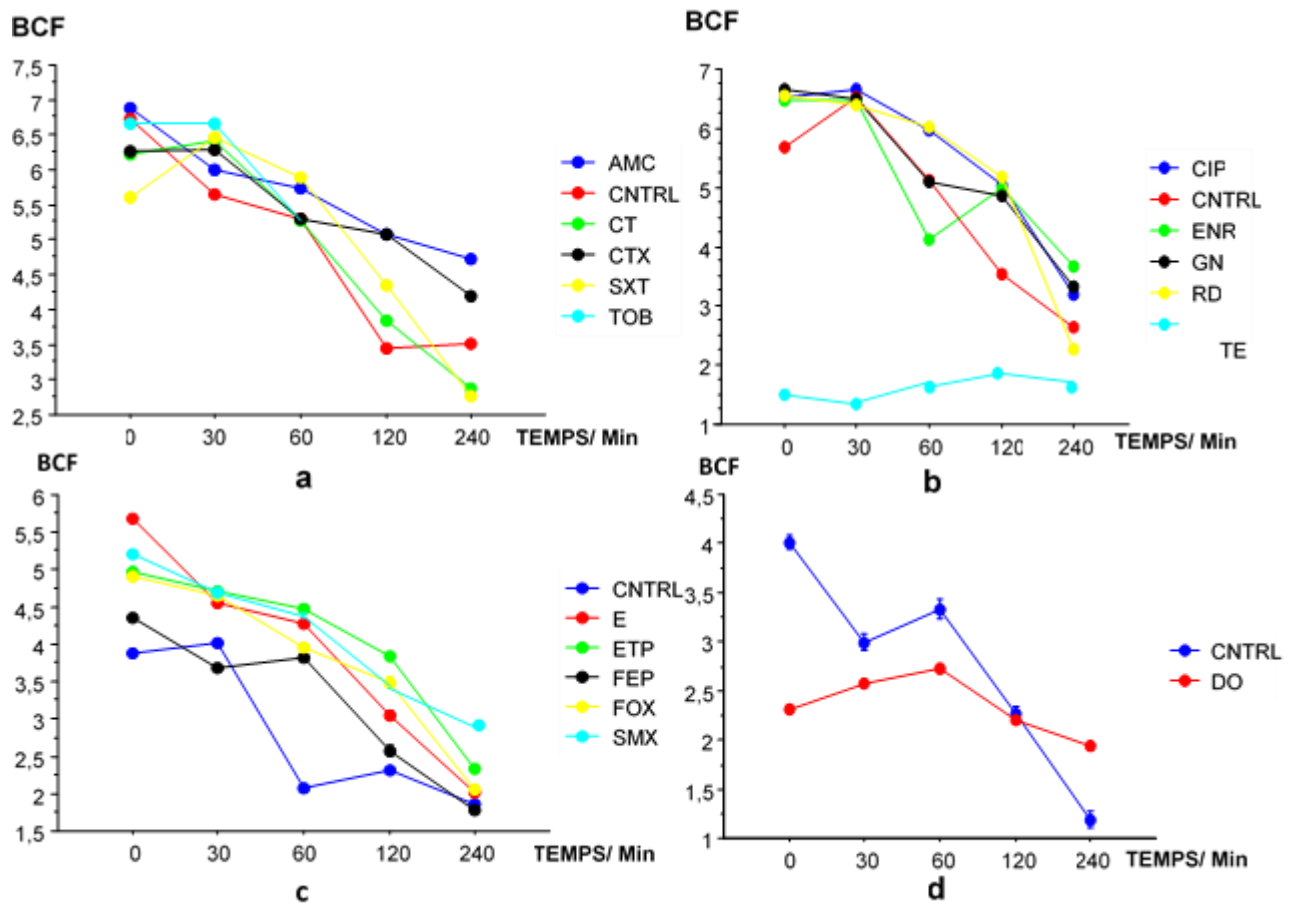 BCF
7,5
7
6,5
6
5,5
5
4,5
4
3,5
3
2,5
0 30 60 120 240 TEMPS/ Min
AMC
CNTRL
CT
CTX
SXT
TOB
a
BCF
7
6
5
4
3
2
1
0 30 60 120 240 TEMPS/ Min
CIP
CNTRL
ENR
GN
RD
TE
b
BCF
6
5,5
5
4,5
4
3,5
3
2,5
2
1,5
0 30 60 120 240 TEMPS/ Min
CNTRL
E
ETP
FEP
FOX
SMX
c
BCF
4,5
4
3,5
3
2,5
2
1,5
1
0 30 60 120 240 TEMPS/ Min
CNTRL
DO
d